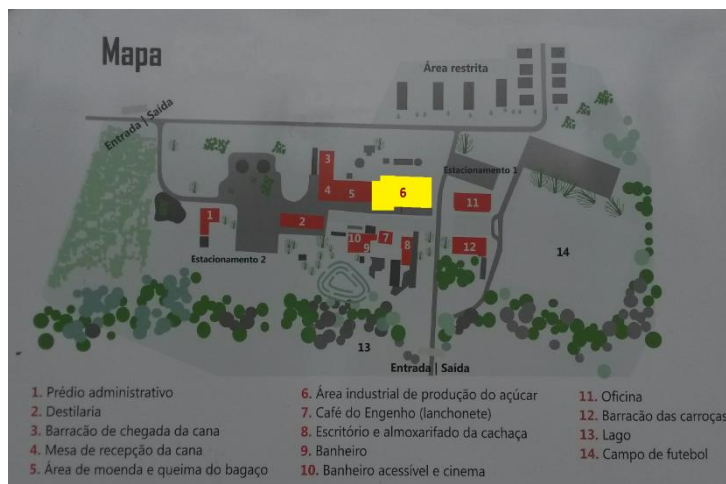 Mapa
Área restrita
Entrada | Saída
Estacionamento 1
3
4
5
6
11
1
2
10
7
9
8
12
14
Estacionamento 2
13
Entrada | Saída
1. Prédio administrativo
2. Destilaria
3. Barracão de chegada da cana
4. Mesa de recepção da cana
5. Área de moenda e queima do bagaço
6. Área industrial de produção do açúcar
7. Café do Engenho (lanchonete)
8. Escritório e almoxarifado da cachaça
9. Banheiro
10. Banheiro acessível e cinema
11. Oficina
12. Barracão das carroças
13. Lago
14. Campo de futebol